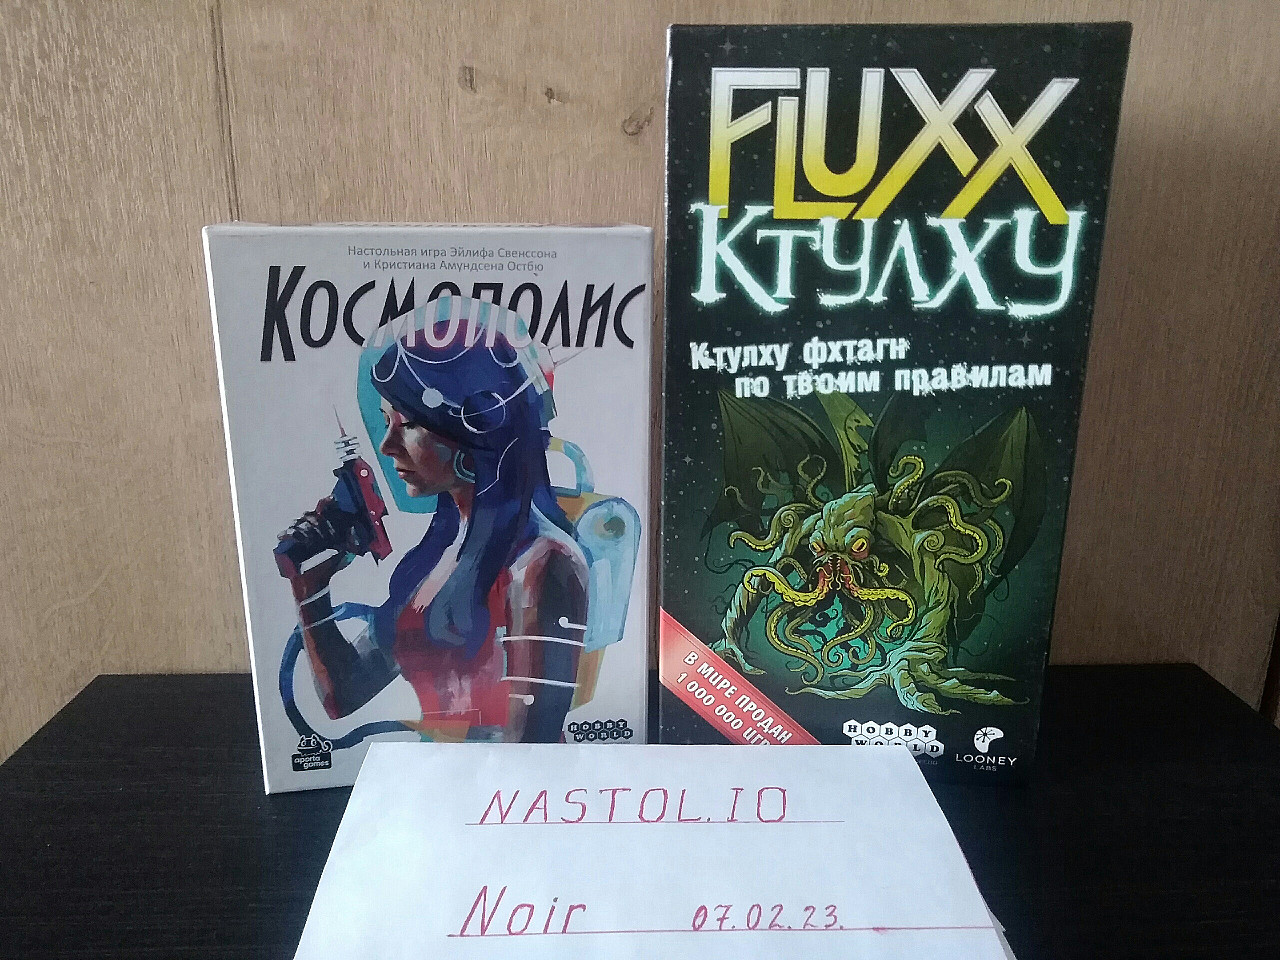 Настольная игра Эйлифа Свенссона
и Кристиана Амундсена Остбю
Космополис
aporta
games
HOBBY
WORLD
FLUXX
Ктулху
Ктулху фхтагн
по твоим правилам
В МИРЕ ПРОДАН
1 000 000 ИГР
HOBBY
WORLD
LOONEY
LABS
NASTOL.IO
Noir 07.02.23.